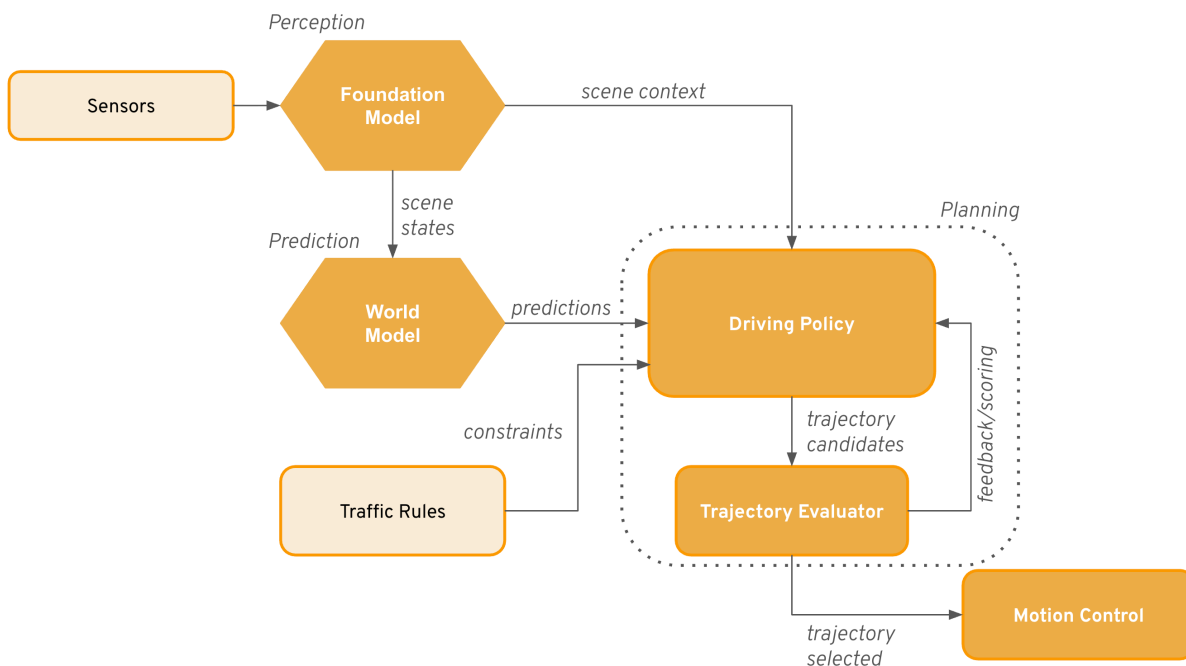 Perception
Foundation
Model
Sensors
scene context
scene
states
Prediction
Planning
World
Model
predictions
Driving Policy
constraints
trajectory
candidates
feedback/scoring
Traffic Rules
Trajectory Evaluator
Motion Control
trajectory
selected